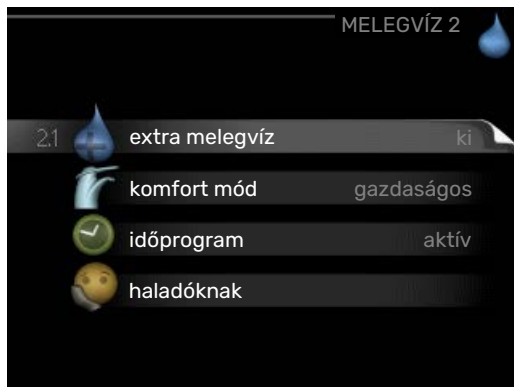 MELEGVÍZ 2
2.1 extra melegvíz ki
komfort mód gazdaságos
időprogram aktív
haladóknak